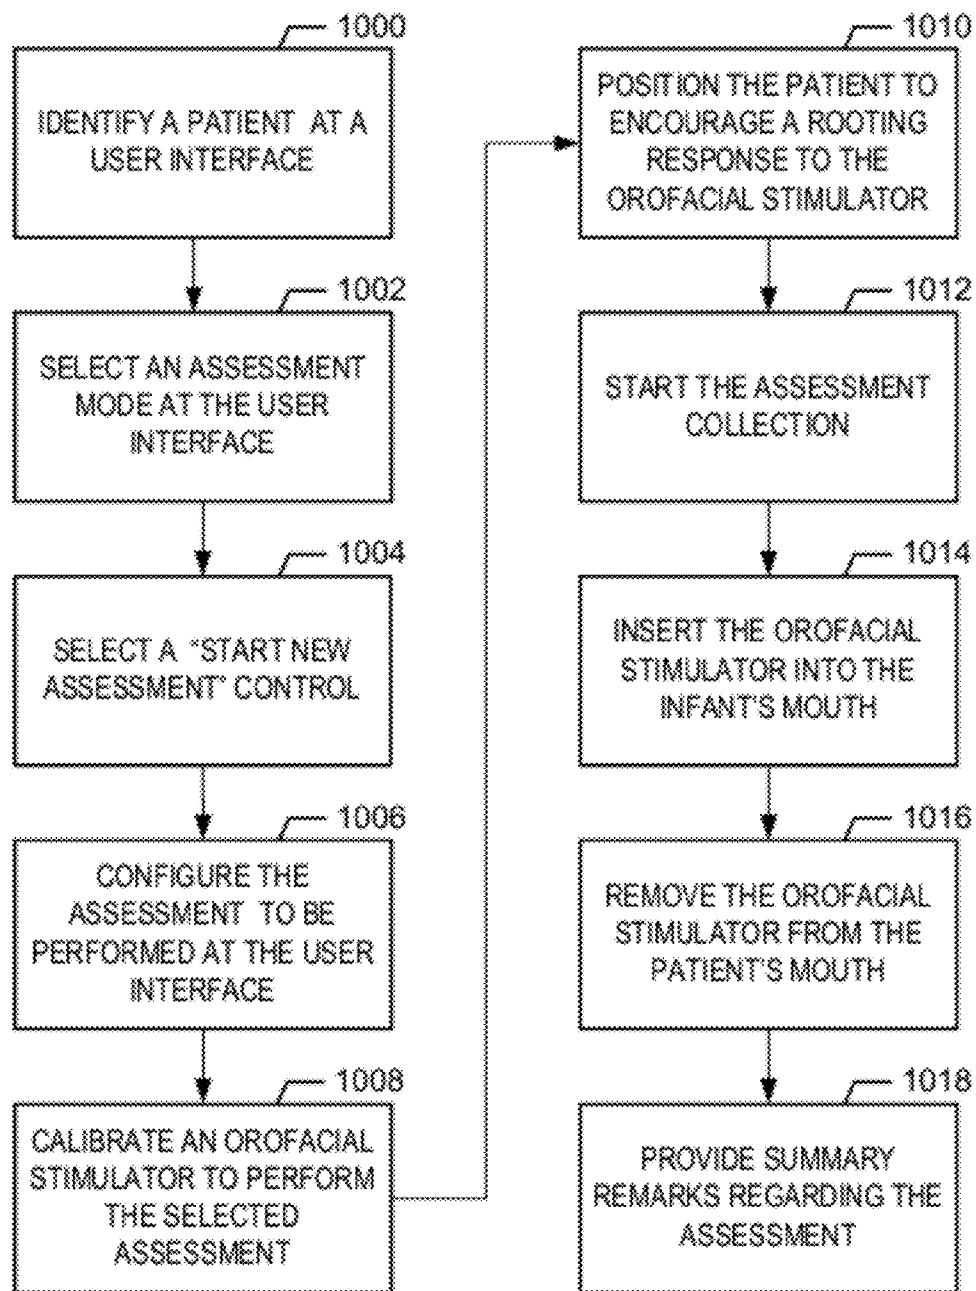 1000
IDENTIFY A PATIENT AT A
USER INTERFACE
1002
SELECT AN ASSESSMENT
MODE AT THE USER
INTERFACE
1004
SELECT A "START NEW
ASSESSMENT" CONTROL
1006
CONFIGURE THE
ASSESSMENT TO BE
PERFORMED AT THE USER
INTERFACE
1008
CALIBRATE AN OROFACIAL
STIMULATOR TO PERFORM
THE SELECTED
ASSESSMENT
1010
POSITION THE PATIENT TO
ENCOURAGE A ROOTING
RESPONSE TO THE
OROFACIAL STIMULATOR
1012
START THE ASSESSMENT
COLLECTION
1014
INSERT THE OROFACIAL
STIMULATOR INTO THE
INFANT'S MOUTH
1016
REMOVE THE OROFACIAL
STIMULATOR FROM THE
PATIENT'S MOUTH
1018
PROVIDE SUMMARY
REMARKS REGARDING THE
ASSESSMENT